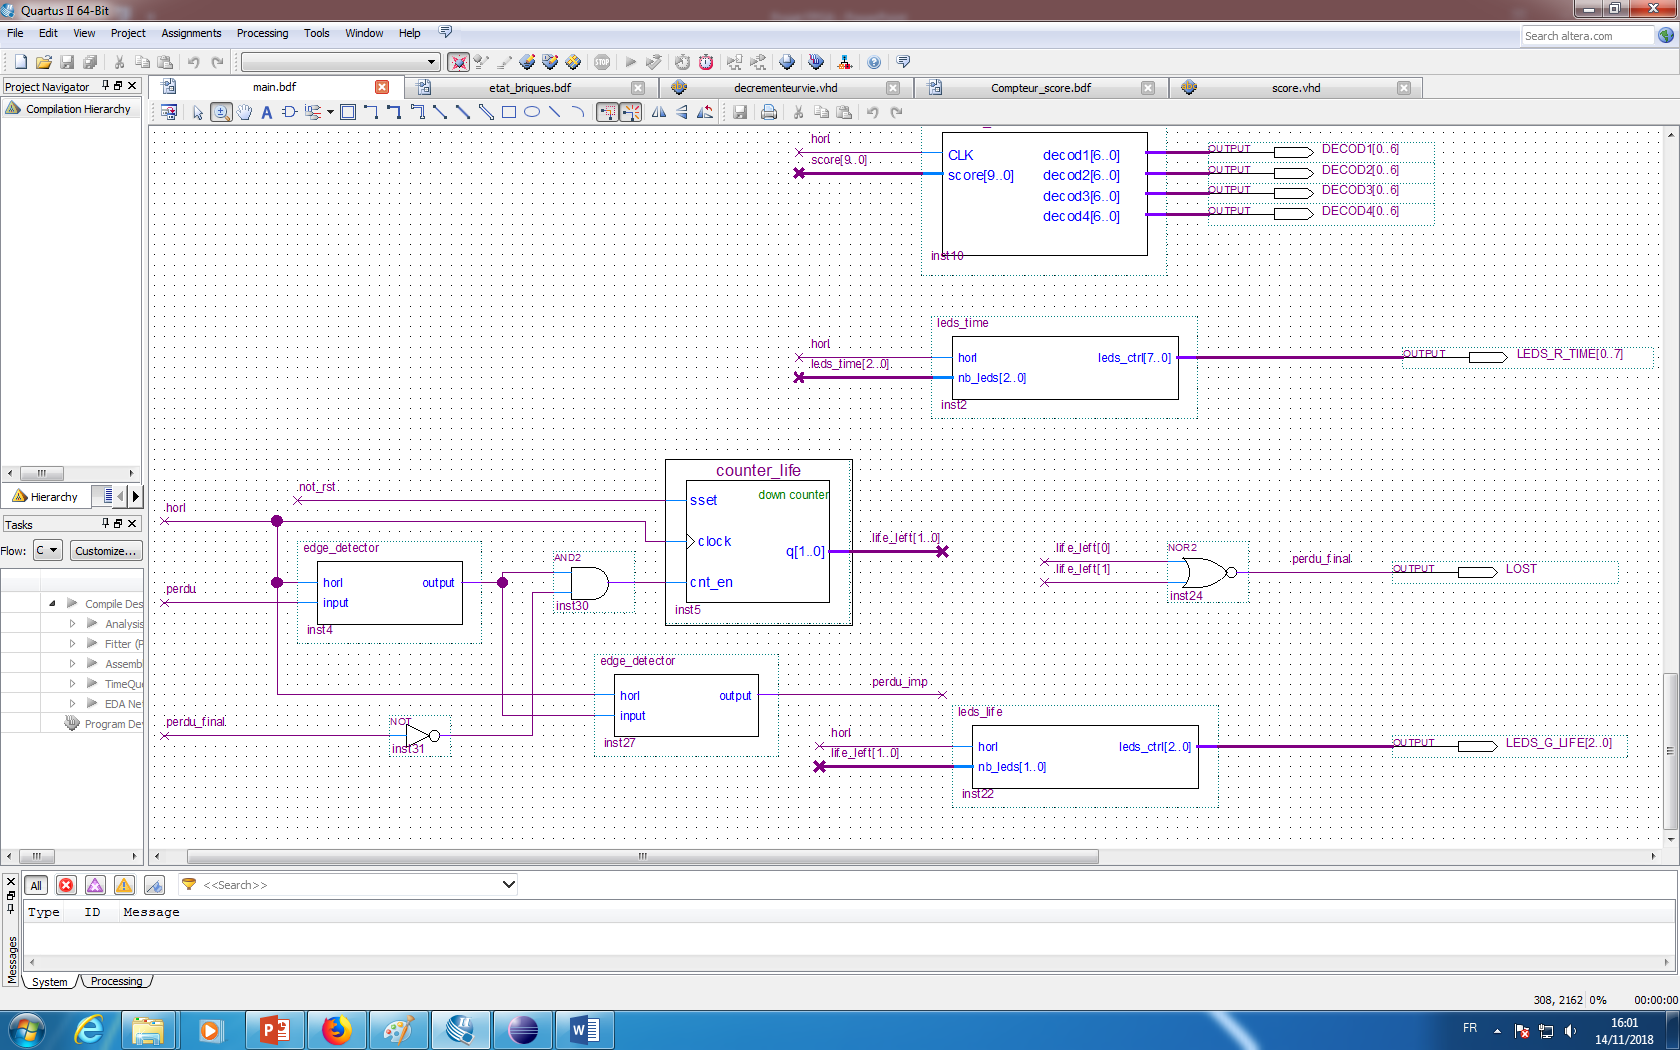 Quartus II 64-Bit
File Edit View Project Assignments Processing Tools Window Help
Search altera.com
Project Navigator
main.bdf
etat_briques.bdf
decrementeurvie.vhd
Compteur_score.bdf
score.vhd
Compilation Hierarchy
horl
score[9..0]
CLK
score[9..0]
decod1[6..0]
decod2[6..0]
decod3[6..0]
decod4[6..0]
inst10
OUTPUT DECOD1[0..6]
OUTPUT DECOD2[0..6]
OUTPUT DECOD3[0..6]
OUTPUT DECOD4[0..6]
leds_time
horl
leds_time[2..0]
horl
nb_leds[2..0]
leds_ctrl[7..0]
inst2
OUTPUT LEDS_R_TIME[0..7]
Hierarchy
Tasks
Flow: C Customize...
Compile Des
Analysis
Fitter (P
Assemb
TimeQue
EDA Ne
Program Dev
counter_life
not_rst
sset
down counter
horl
clock
q[1..0]
cnt_en
inst5
life_left[1..0]
edge_detector
horl
output
input
inst4
perdu
AND2
inst30
life_left[0]
life_left[1]
NOR2
inst24
perdu_final
OUTPUT LOST
edge_detector
horl
output
input
inst27
perdu_imp
perdu_final
NOT
inst31
leds_life
horl
life_left[1..0]
horl
nb_leds[1..0]
leds_ctrl[2..0]
inst22
OUTPUT LEDS_G_LIFE[2..0]
All
<<Search>>
Type ID Message
Messages
System Processing
308, 2162 0% 00:00:00
FR
16:01
14/11/2018